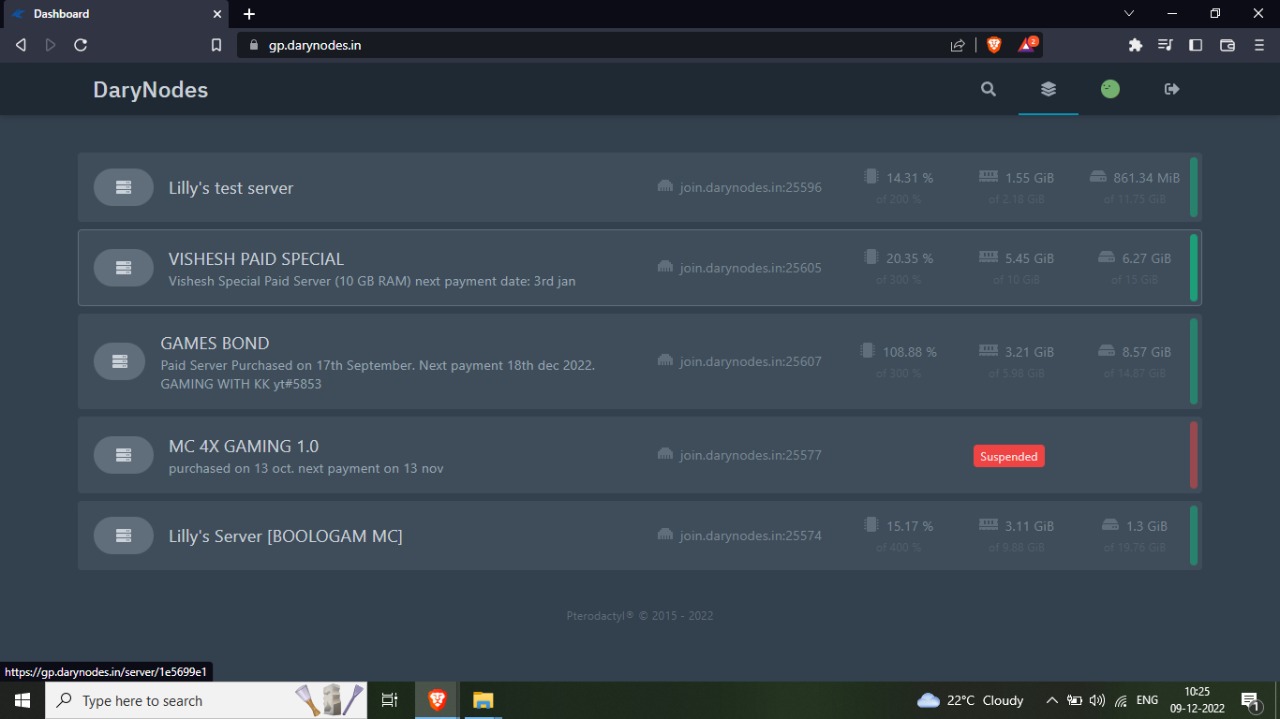 Dashboard
gp.darynodes.in
2
DaryNodes
Lilly's test server
join.darynodes.in:25596
14.31 %
of 200 %
1.55 GiB
of 2.18 GiB
861.34 MiB
of 11.75 GiB
VISHESH PAID SPECIAL
Vishesh Special Paid Server (10 GB RAM) next payment date: 3rd jan
join.darynodes.in:25605
20.35 %
of 300 %
5.45 GiB
of 10 GiB
6.27 GiB
of 15 GiB
GAMES BOND
Paid Server Purchased on 17th September. Next payment 18th dec 2022.
GAMING WITH KK yt#5853
join.darynodes.in:25607
108.88 %
of 300 %
3.21 GiB
of 5.98 GiB
8.57 GiB
of 14.87 GiB
MC 4X GAMING 1.0
purchased on 13 oct. next payment on 13 nov
join.darynodes.in:25577
Suspended
Lilly's Server [BOOLOGAM MC]
join.darynodes.in:25574
15.17 %
of 400 %
3.11 GiB
of 9.88 GiB
1.3 GiB
of 19.76 GiB
Pterodactyl® © 2015 - 2022
https://gp.darynodes.in/server/1e5699e1
Type here to search
22°C Cloudy
ENG
10:25
09-12-2022
1